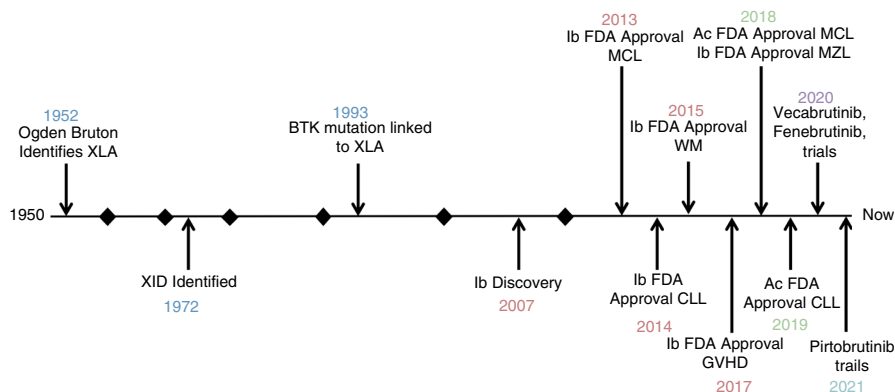 2013
Ib FDA Approval
MCL
2018
Ac FDA Approval MCL
Ib FDA Approval MZL
1952
Ogden Bruton
Identifies XLA
1993
BTK mutation linked
to XLA
2015
Ib FDA Approval
WM
2020
Vecabrutinib,
Fenebrutinib,
trials
1950
Now
XID Identified
1972
Ib Discovery
2007
Ib FDA
Approval CLL
2014
Ac FDA
Approval CLL
2019
Ib FDA Approval
GVHD
2017
Pirtobrutinib
trails
2021